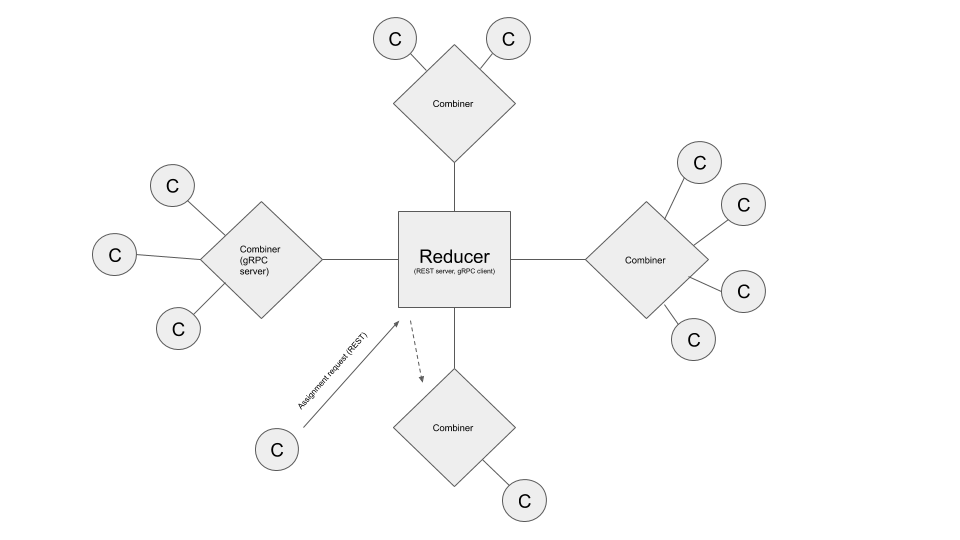 C
C
Combiner
C
C
C
C
Combiner
(gRPC
server)
Reducer
(REST server, gRPC client)
Combiner
C
C
C
C
Assignment request (REST)
Combiner
C
C